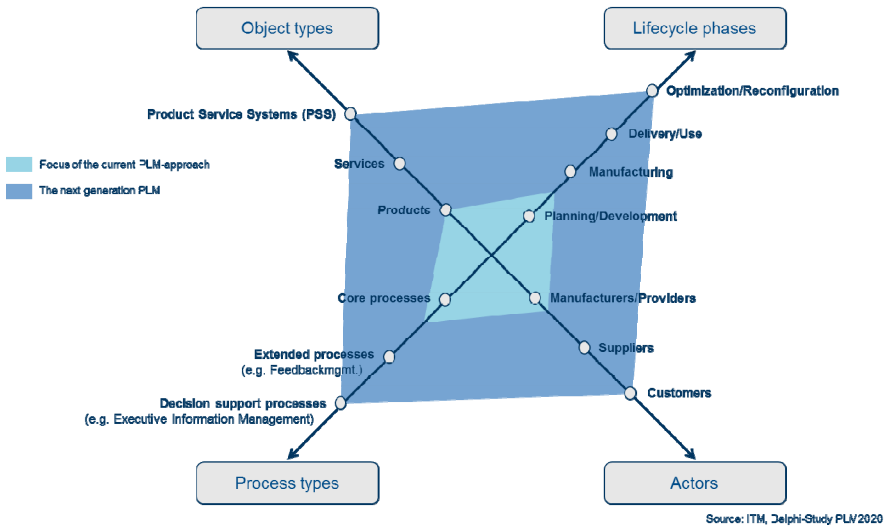 Object types
Lifecycle phases
Optimization/Reconfiguration
Product Service Systems (PSS)
Delivery/Use
Services
Focus of the current PLM-approach
Manufacturing
The next generation PLM
Products
Planning/Development
Core processes
Manufacturers/Providers
Suppliers
Extended processes
(e.g. Feedbackmgmt.)
Customers
Decision support processes
(e.g. Executive Information Management)
Process types
Actors
Source: ITM, Delphi-Study PLM2020